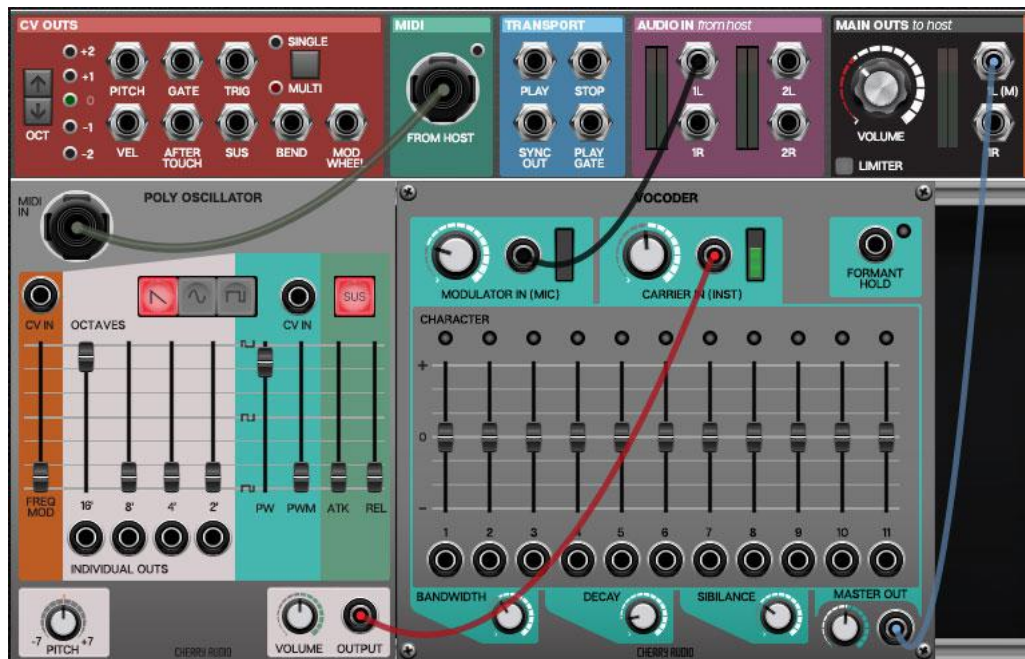 CV OUTS
+2
+1
0
-1
-2
OCT
PITCH
GATE
TRIG
SINGLE
MULTI
VEL
AFTER
TOUCH
SUS
BEND
MOD
WHEEL
MIDI
FROM HOST
TRANSPORT
PLAY
STOP
SYNC
OUT
PLAY
GATE
AUDIO IN from host
1L
2L
1R
2R
MAIN OUTS to host
VOLUME
1L (M)
1R
LIMITER
POLY OSCILLATOR
MIDI
IN
CV IN
OCTAVES
CV IN
SUS
FREQ
MOD
16'
8'
4'
2'
PW
PWM
ATK
REL
INDIVIDUAL OUTS
-7
+7
PITCH
VOLUME
OUTPUT
CHERRY AUDIO
VOCODER
MODULATOR IN (MIC)
CARRIER IN (INST)
FORMANT
HOLD
CHARACTER
+
0
-
1
2
3
4
5
6
7
8
9
10
11
BANDWIDTH
DECAY
SIBILANCE
MASTER OUT
CHERRY AUDIO